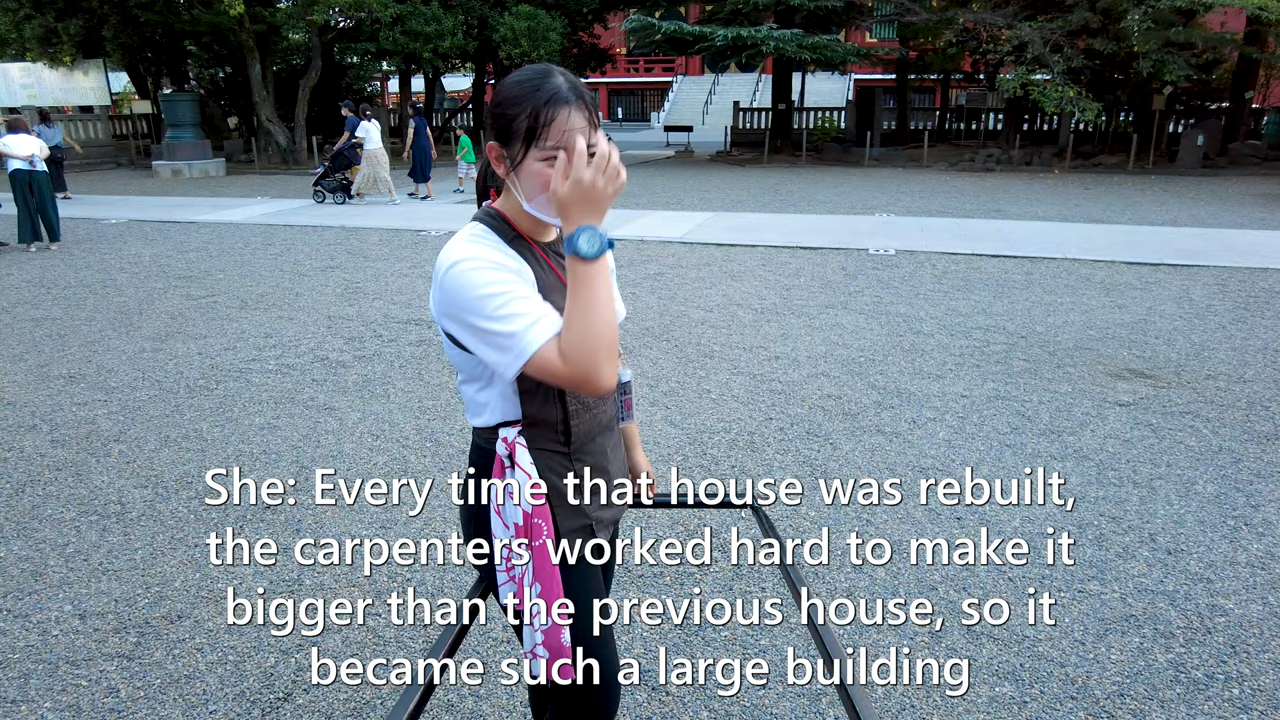 She: Every time that house was rebuilt,
the carpenters worked hard to make it
bigger than the previous house, so it
became such a large building